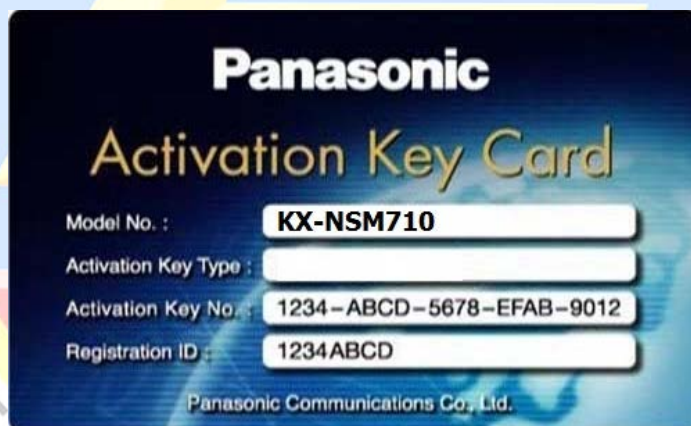 Panasonic
Activation Key Card
Model No. : KX-NSM710
Activation Key Type :
Activation Key No. : 1234-ABCD-5678-EFAB-9012
Registration ID : 1234ABCD
Panasonic Communications Co., Ltd.